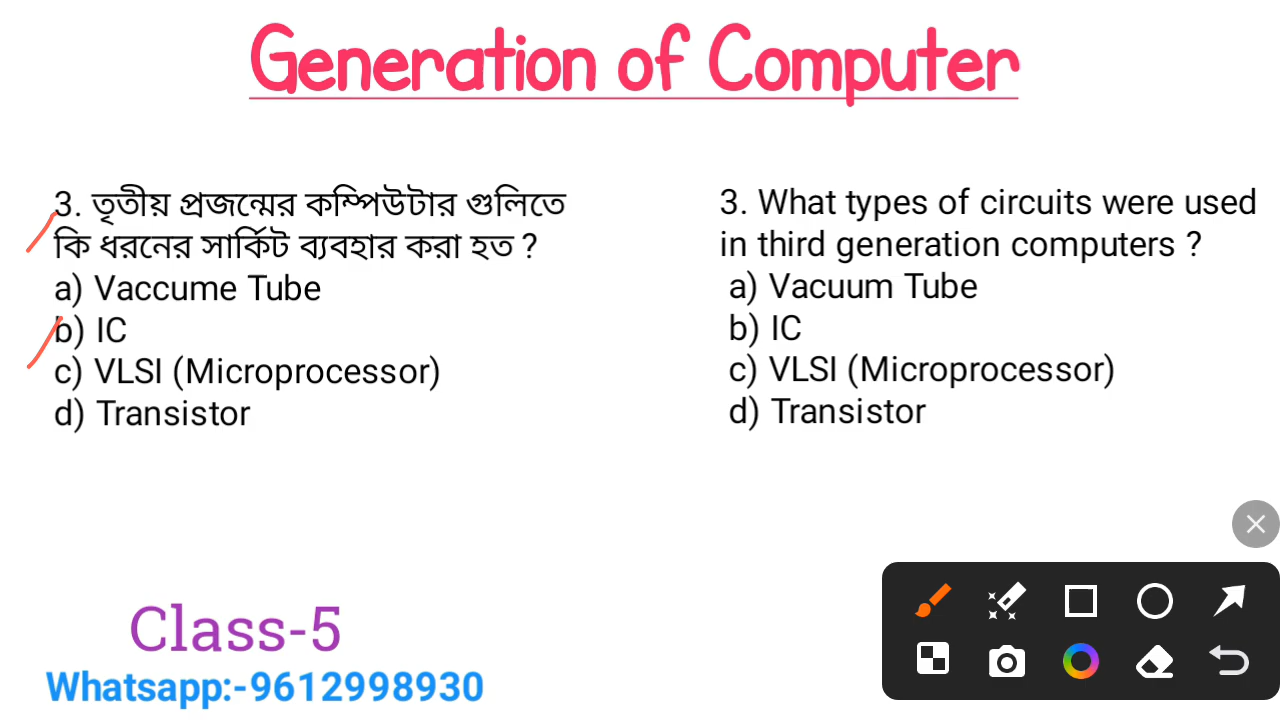 Generation of Computer
3. তৃতীয় প্রজন্মের কম্পিউটার গুলিতে
কি ধরনের সার্কিট ব্যবহার করা হত ?
a) Vaccume Tube
b) IC
c) VLSI (Microprocessor)
d) Transistor
3. What types of circuits were used
in third generation computers ?
a) Vacuum Tube
b) IC
c) VLSI (Microprocessor)
d) Transistor
Class-5
Whatsapp:-9612998930